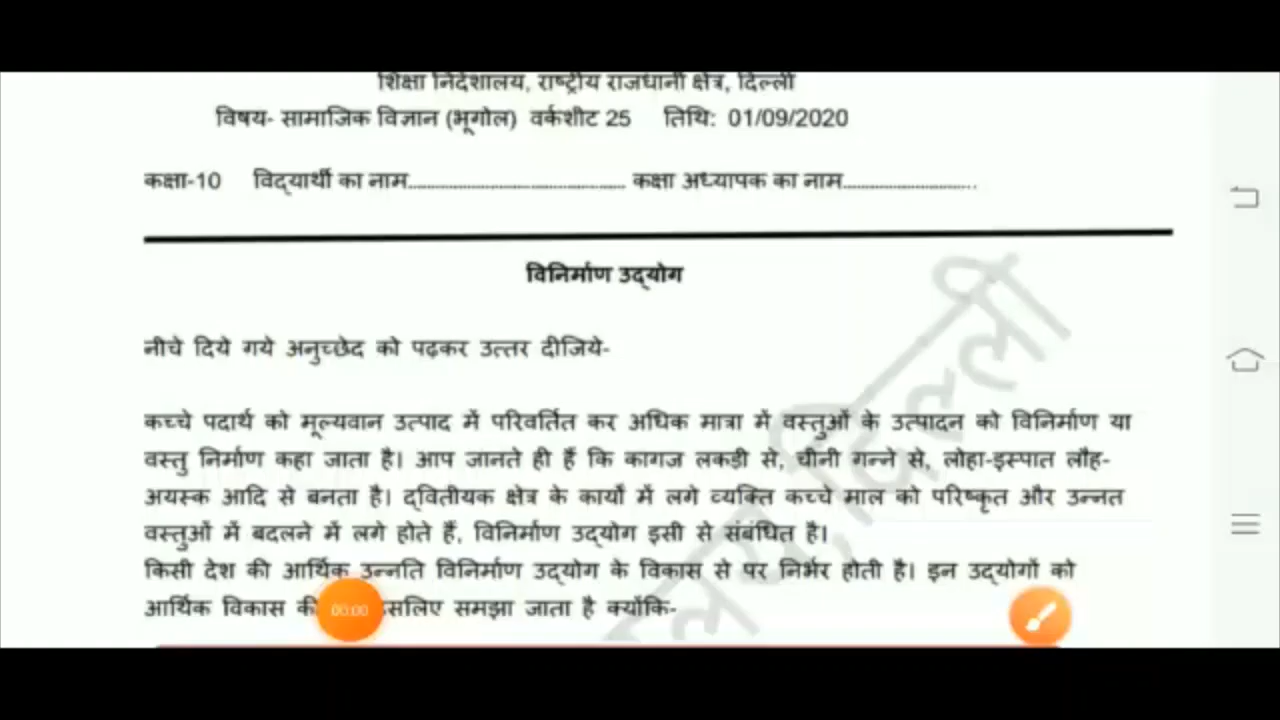 शिक्षा निदेशालय, राष्ट्रीय राजधानी क्षेत्र, दिल्ली
विषय- सामाजिक विज्ञान (भूगोल) वर्कशीट 25 तिथि: 01/09/2020
कक्षा-10 विद्यार्थी का नाम............................................ कक्षा अध्यापक का नाम..............................
विनिर्माण उद्योग
नीचे दिये गये अनुच्छेद को पढ़कर उत्तर दीजिये-
कच्चे पदार्थ को मूल्यवान उत्पाद में परिवर्तित कर अधिक मात्रा में वस्तुओं के उत्पादन को विनिर्माण या
वस्तु निर्माण कहा जाता है। आप जानते ही हैं कि कागज लकड़ी से, चीनी गन्ने से, लोहा-इस्पात लौह-
अयस्क आदि से बनता है। द्वितीयक क्षेत्र के कार्यों में लगे व्यक्ति कच्चे माल को परिष्कृत और उन्नत
वस्तुओं में बदलने में लगे होते हैं, विनिर्माण उद्योग इसी से संबंधित है।
किसी देश की आर्थिक उन्नति विनिर्माण उद्योग के विकास से पर निर्भर होती है। इन उद्योगों को
आर्थिक विकास की 00:00 सलिए समझा जाता है क्योंकि-
लय, दिल्ली